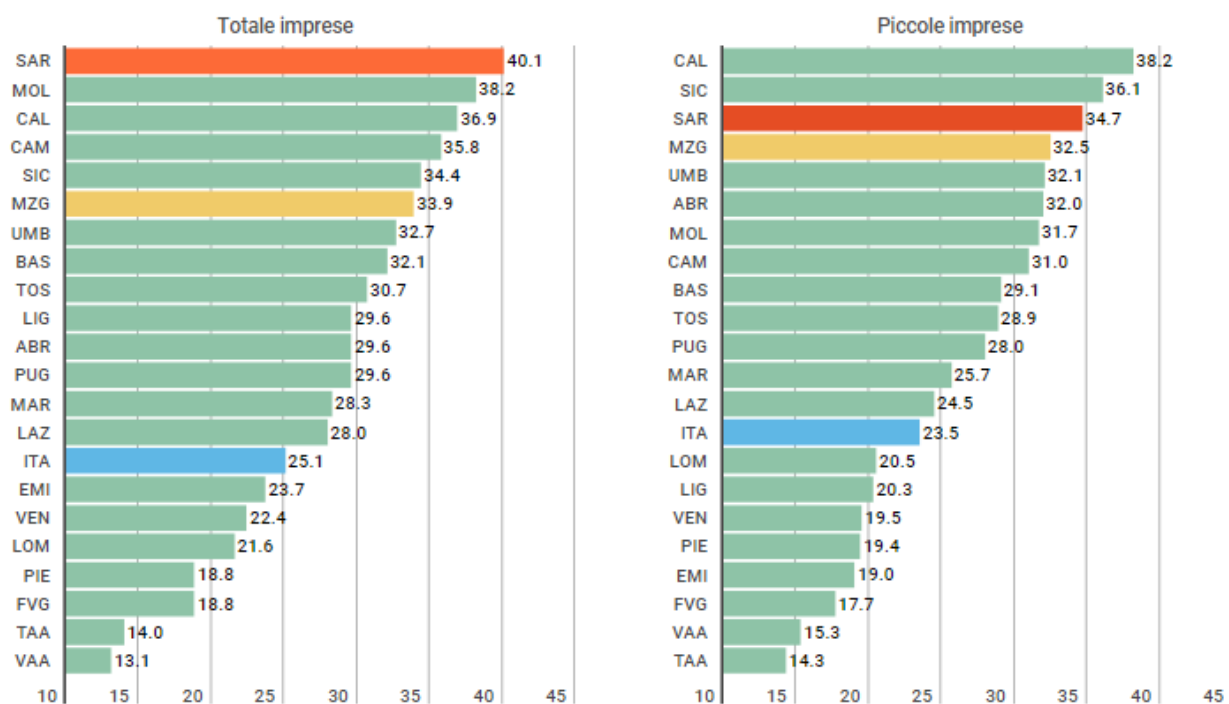 Totale imprese
SAR 40.1
MOL 38.2
CAL 36.9
CAM 35.8
SIC 34.4
MZG 33.9
UMB 32.7
BAS 32.1
TOS 30.7
LIG 29.6
ABR 29.6
PUG 29.6
MAR 28.3
LAZ 28.0
ITA 25.1
EMI 23.7
VEN 22.4
LOM 21.6
PIE 18.8
FVG 18.8
TAA 14.0
VAA 13.1
10 15 20 25 30 35 40 45
Piccole imprese
CAL 38.2
SIC 36.1
SAR 34.7
MZG 32.5
UMB 32.1
ABR 32.0
MOL 31.7
CAM 31.0
BAS 29.1
TOS 28.9
PUG 28.0
MAR 25.7
LAZ 24.5
ITA 23.5
LOM 20.5
LIG 20.3
VEN 19.5
PIE 19.4
EMI 19.0
FVG 17.7
VAA 15.3
TAA 14.3
10 15 20 25 30 35 40 45